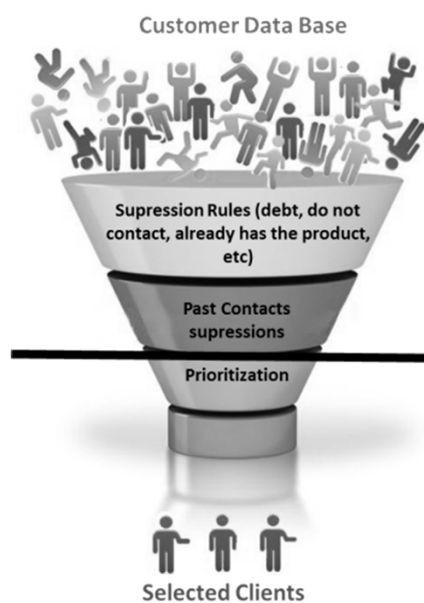 Customer Data Base
Supression Rules (debt, do not
contact, already has the product,
etc)
Past Contacts
supressions
Prioritization
Selected Clients